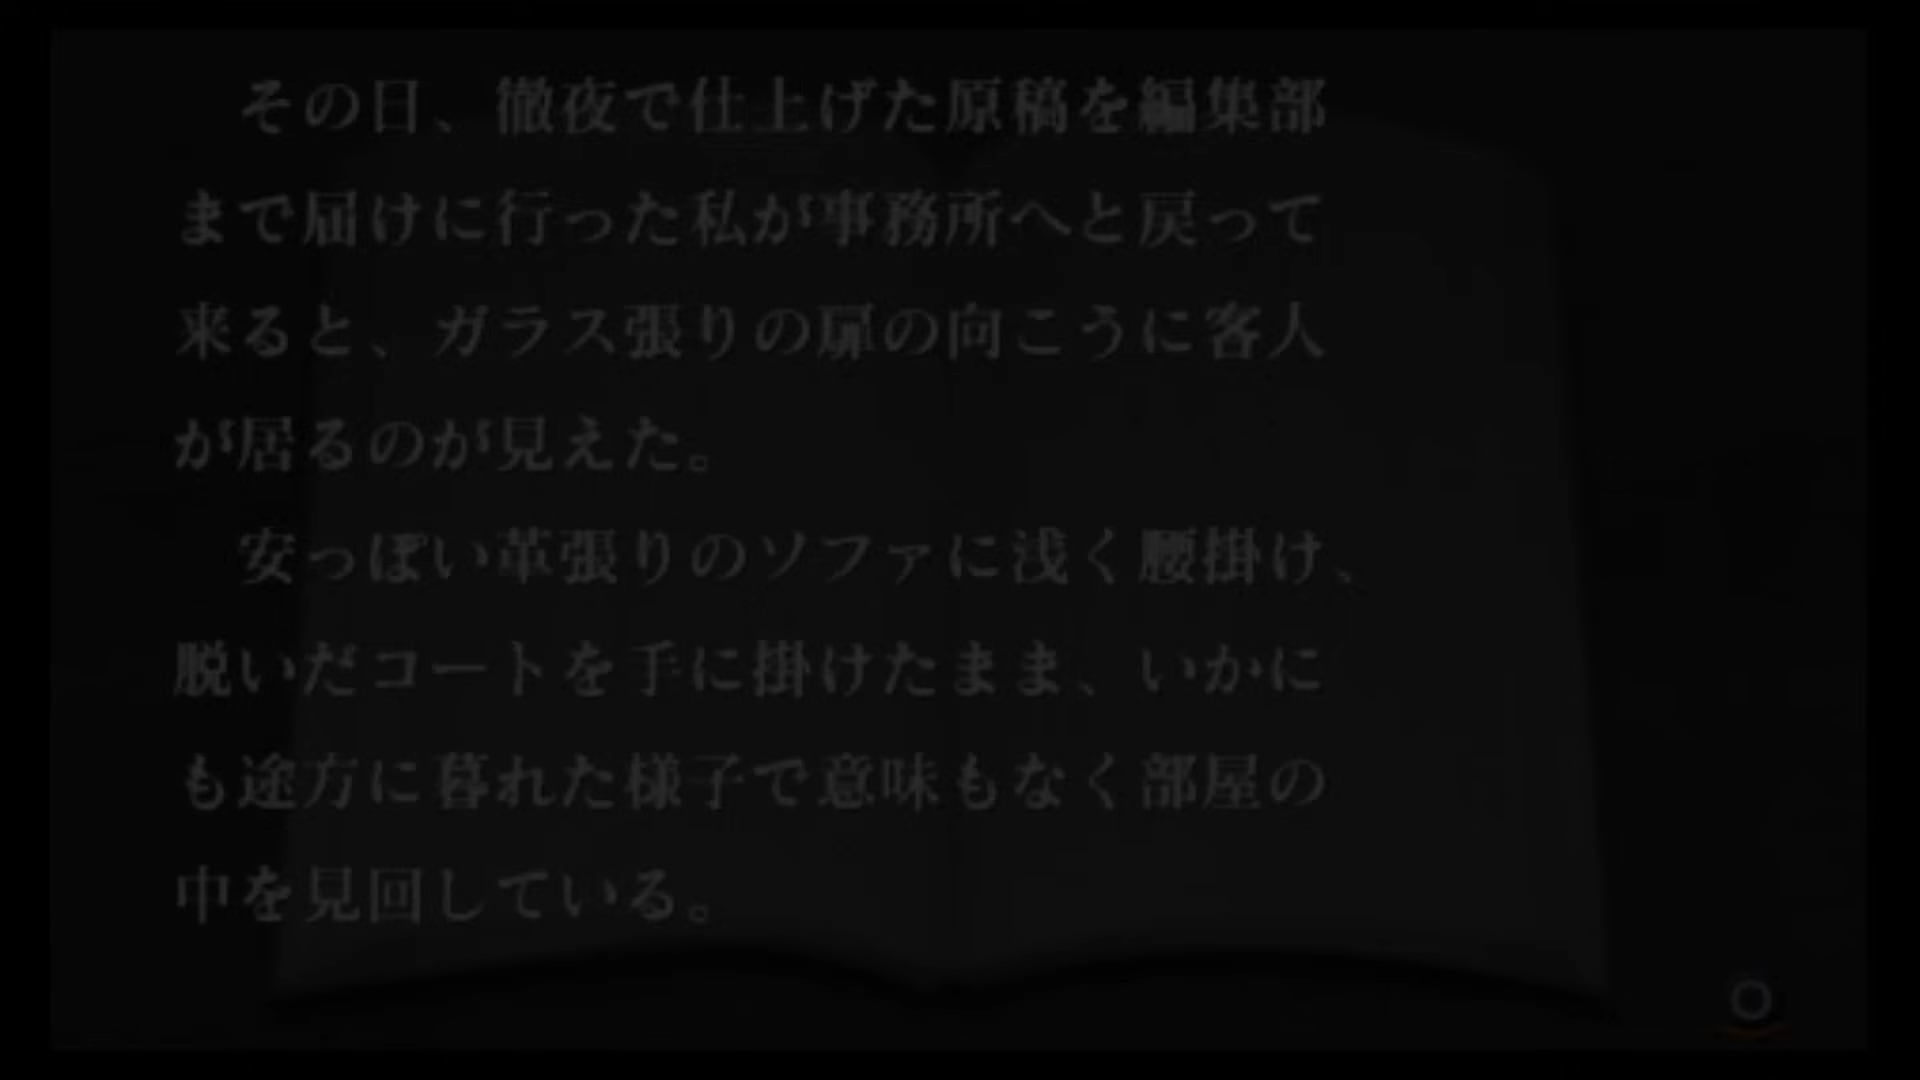 その日、徹夜で仕上げた原稿を編集部
まで届けに行った私が事務所へと戻って
来ると、ガラス張りの扉の向こうに客人
が居るのが見えた。
安っぽい革張りのソファに浅く腰掛け、
脱いだコートを手に掛けたまま、いかに
も途方に暮れた様子で意味もなく部屋の
中を見回している。